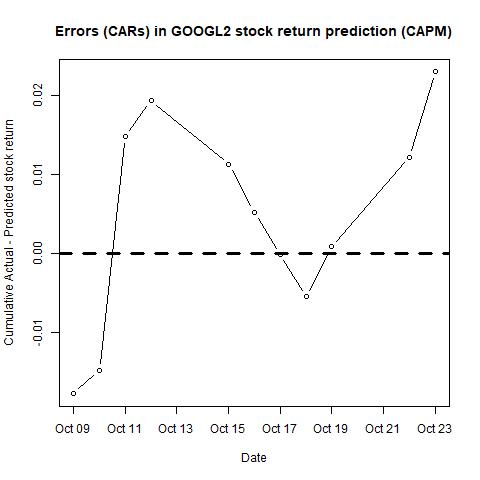 Errors (CARs) in GOOGL2 stock return prediction (CAPM)
Cumulative Actual - Predicted stock return
0.02
0.01
0.00
-0.01
Oct 09 Oct 11 Oct 13 Oct 15 Oct 17 Oct 19 Oct 21 Oct 23
Date